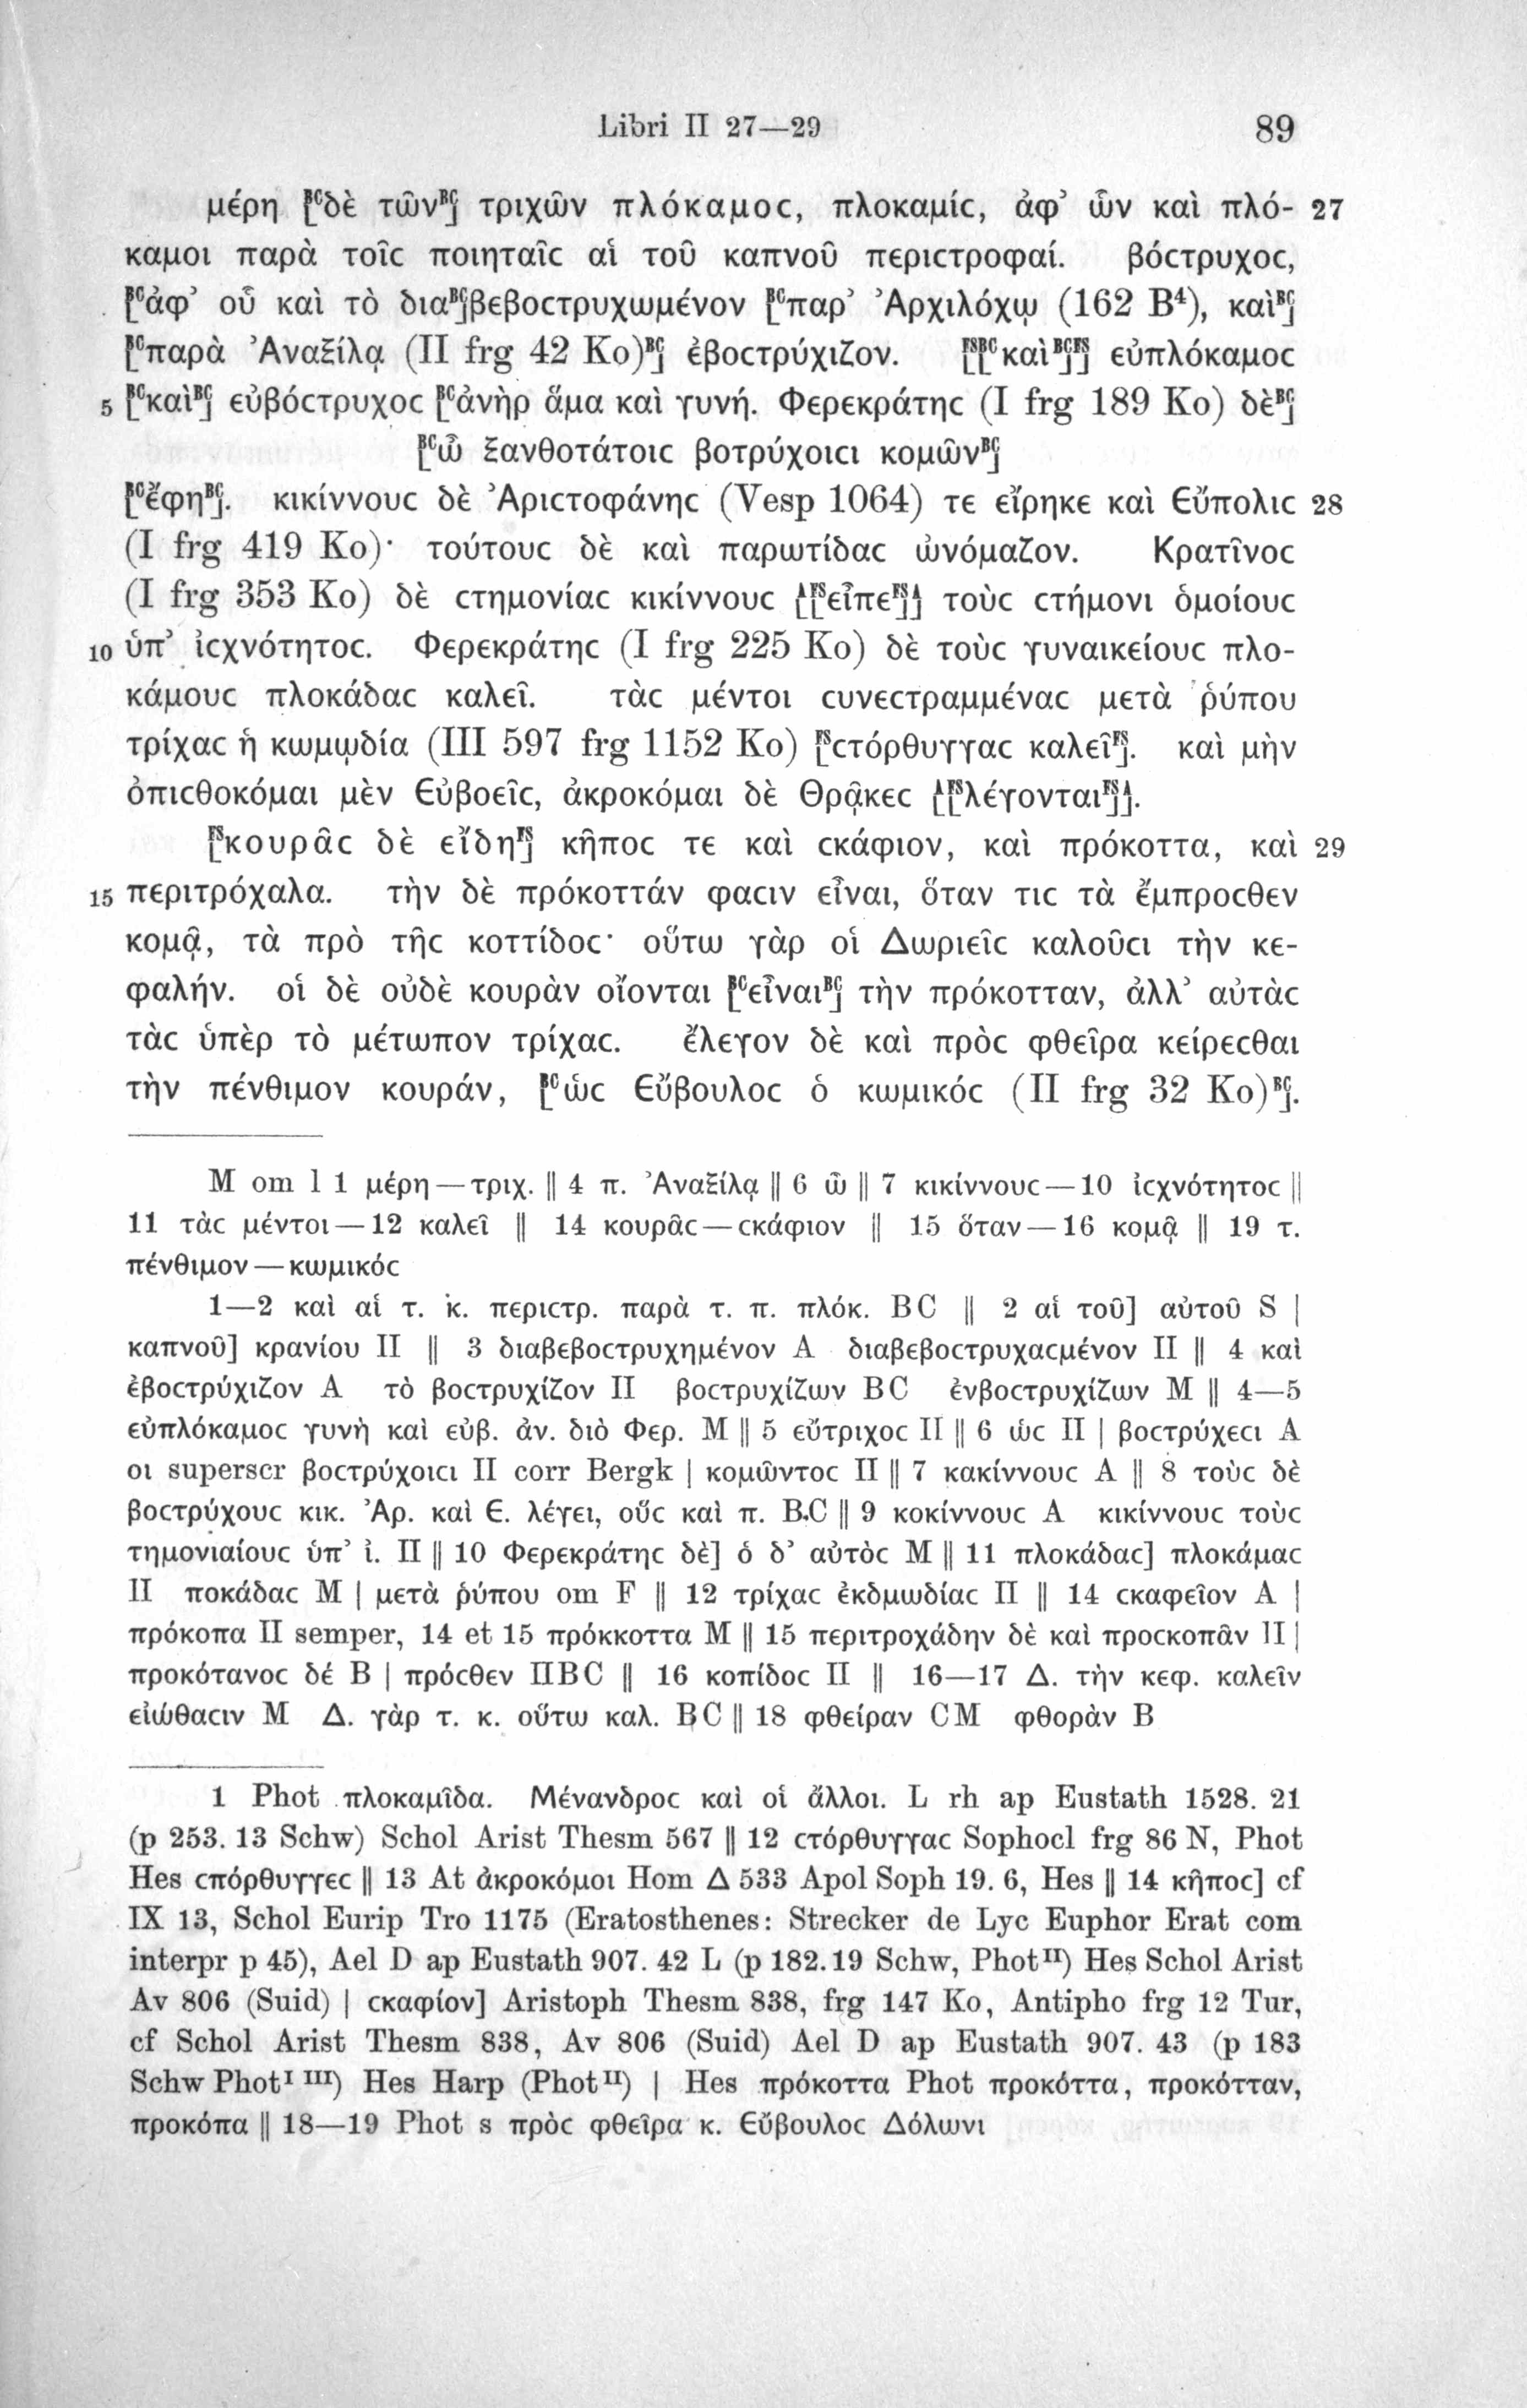 Libri II 27—29 89
μέρη [ᴮᶜδὲ τῶνᴮᶜ] τριχῶν πλόκαμοϲ, πλοκαμίϲ, ἀφ᾽ ὧν καὶ πλό- 27
καμοι παρὰ τοῖϲ ποιηταῖϲ αἱ τοῦ καπνοῦ περιϲτροφαί. βόϲτρυχοϲ,
[ᴮᶜἀφ᾽ οὗ καὶ τὸ διαᴮᶜ]βεβοϲτρυχωμένον [ᴮᶜπαρ᾽ Ἀρχιλόχῳ (162 B⁴), καὶᴮᶜ]
[ᴮᶜπαρὰ Ἀναξίλᾳ (II frg 42 Ko)ᴮᶜ] ἐβοϲτρύχιζον. [ᶠˢ[ᴮᶜκαὶᴮᶜ]ᶠˢ] εὐπλόκαμοϲ
5 [ᴮᶜκαὶᴮᶜ] εὐβόϲτρυχοϲ [ᴮᶜἀνὴρ ἅμα καὶ γυνή. Φερεκράτηϲ (I frg 189 Ko) δὲᴮᶜ]
[ᴮᶜὦ ξανθοτάτοιϲ βοτρύχοιϲι κομῶνᴮᶜ]
[ᴮᶜἔφηᴮᶜ]. κικίννουϲ δὲ Ἀριϲτοφάνηϲ (Vesp 1064) τε εἴρηκε καὶ Εὔπολιϲ 28
(I frg 419 Ko)· τούτουϲ δὲ καὶ παρωτίδαϲ ὠνόμαζον. Κρατῖνοϲ
(I frg 353 Ko) δὲ ϲτημονίαϲ κικίννουϲ [ᴬ[ᶠˢεἶπεᶠˢ]ᴬ] τοὺϲ ϲτήμονι ὁμοίουϲ
10 ὑπ᾽ ἰϲχνότητοϲ. Φερεκράτηϲ (I frg 225 Ko) δὲ τοὺϲ γυναικείουϲ πλο-
κάμουϲ πλοκάδαϲ καλεῖ. τὰϲ μέντοι ϲυνεϲτραμμέναϲ μετὰ ῥύπου
τρίχαϲ ἡ κωμῳδία (III 597 frg 1152 Ko) [ᶠˢϲτόρθυγγαϲ καλεῖᶠˢ]. καὶ μὴν
ὀπιϲθοκόμαι μὲν Εὐβοεῖϲ, ἀκροκόμαι δὲ Θρᾷκεϲ [ᴬ[ᶠˢλέγονταιᶠˢ]ᴬ].
[ᶠˢκουρᾶϲ δὲ εἴδηᶠˢ] κῆποϲ τε καὶ ϲκάφιον, καὶ πρόκοττα, καὶ 29
15 περιτρόχαλα. τὴν δὲ πρόκοττάν φαϲιν εἶναι, ὅταν τιϲ τὰ ἔμπροϲθεν
κομᾷ, τὰ πρὸ τῆϲ κοττίδοϲ· οὕτω γὰρ οἱ Δωριεῖϲ καλοῦϲι τὴν κε-
φαλήν. οἱ δὲ οὐδὲ κουρὰν οἴονται [ᴮᶜεἶναιᴮᶜ] τὴν πρόκοτταν, ἀλλ᾽ αὐτὰϲ
τὰϲ ὑπὲρ τὸ μέτωπον τρίχαϲ. ἔλεγον δὲ καὶ πρὸϲ φθεῖρα κείρεϲθαι
τὴν πένθιμον κουράν, [ᴮᶜὡϲ Εὔβουλοϲ ὁ κωμικόϲ (II frg 32 Ko)ᴮᶜ].
M om l 1 μέρη—τριχ. ‖ 4 π. Ἀναξίλᾳ ‖ 6 ὦ ‖ 7 κικίννουϲ—10 ἰϲχνότητοϲ ‖
11 τὰϲ μέντοι—12 καλεῖ ‖ 14 κουρᾶϲ—ϲκάφιον ‖ 15 ὅταν—16 κομᾷ ‖ 19 τ.
πένθιμον—κωμικόϲ
1—2 καὶ αἱ τ. κ. περιϲτρ. παρὰ τ. π. πλόκ. BC ‖ 2 αἱ τοῦ] αὐτοῦ S |
καπνοῦ] κρανίου II ‖ 3 διαβεβοϲτρυχημένον A διαβεβοϲτρυχαϲμένον II ‖ 4 καὶ
ἐβοϲτρύχιζον A τὸ βοϲτρυχίζον II βοϲτρυχίζων BC ἐνβοϲτρυχίζων M ‖ 4—5
εὐπλόκαμοϲ γυνὴ καὶ εὐβ. ἀν. διὸ Φερ. M ‖ 5 εὔτριχοϲ II ‖ 6 ὡϲ II | βοϲτρύχεϲι A
οι superscr βοϲτρύχοιϲι II corr Bergk | κομῶντοϲ II ‖ 7 κακίννουϲ A ‖ 8 τοὺϲ δὲ
βοϲτρύχουϲ κικ. Ἀρ. καὶ Ε. λέγει, οὕϲ καὶ π. BC ‖ 9 κοκίννουϲ A κικίννουϲ τοὺϲ
τημονιαίουϲ ὑπ᾽ ἰ. II ‖ 10 Φερεκράτηϲ δὲ] ὁ δ᾽ αὐτὸϲ M ‖ 11 πλοκάδαϲ] πλοκάμαϲ
II ποκάδαϲ M | μετὰ ῥύπου om F ‖ 12 τρίχαϲ ἐκδμωδίαϲ II ‖ 14 ϲκαφεῖον A |
πρόκοπα II semper, 14 et 15 πρόκκοττα M ‖ 15 περιτροχάδην δὲ καὶ προϲκοπᾶν II |
προκότανοϲ δέ B | πρόϲθεν IIBC ‖ 16 κοπίδοϲ II ‖ 16—17 Δ. τὴν κεφ. καλεῖν
εἰώθαϲιν M Δ. γὰρ τ. κ. οὕτω καλ. BC ‖ 18 φθείραν CM φθορὰν B
1 Phot πλοκαμῖδα. Μένανδροϲ καὶ οἱ ἄλλοι. L rh ap Eustath 1528. 21
(p 253. 13 Schw) Schol Arist Thesm 567 ‖ 12 ϲτόρθυγγαϲ Sophocl frg 86 N, Phot
Hes ϲπόρθυγγεϲ ‖ 13 At ἀκροκόμοι Hom Δ 533 Apol Soph 19. 6, Hes ‖ 14 κῆποϲ] cf
IX 13, Schol Eurip Tro 1175 (Eratosthenes: Strecker de Lyc Euphor Erat com
interpr p 45), Ael D ap Eustath 907. 42 L (p 182.19 Schw, Photᴵᴵ) Hes Schol Arist
Av 806 (Suid) | ϲκαφίον] Aristoph Thesm 838, frg 147 Ko, Antipho frg 12 Tur,
cf Schol Arist Thesm 838, Av 806 (Suid) Ael D ap Eustath 907. 43 (p 183
Schw Photᴵ ᴵᴵᴵ) Hes Harp (Photᴵᴵ) | Hes πρόκοττα Phot προκόττα, προκότταν,
προκόπα ‖ 18—19 Phot s πρὸϲ φθεῖρα κ. Εὔβουλοϲ Δόλωνι